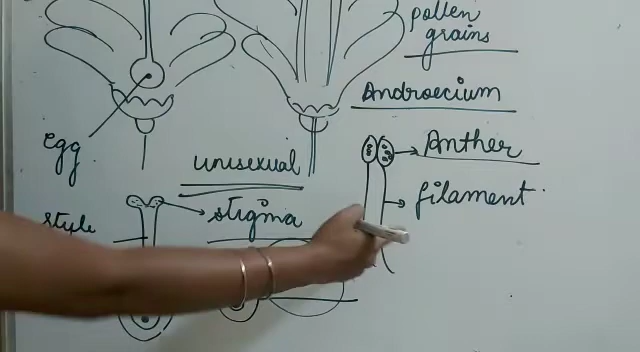 pollen
grains
Androecium
Egg
unisexual
Anther
filament
stigma
style